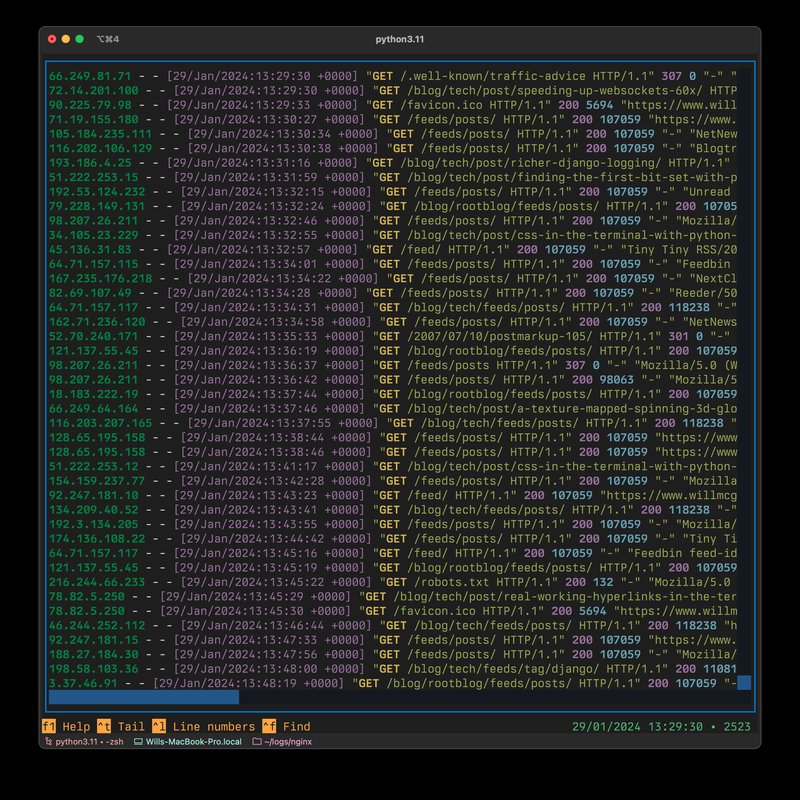 ⌥⌘4 python3.11
66.249.81.71 - - [29/Jan/2024:13:29:30 +0000] "GET /.well-known/traffic-advice HTTP/1.1" 307 0 "-" "
72.14.201.100 - - [29/Jan/2024:13:29:30 +0000] "GET /blog/tech/post/speeding-up-websockets-60x/ HTTP
90.225.79.98 - - [29/Jan/2024:13:29:33 +0000] "GET /favicon.ico HTTP/1.1" 200 5694 "https://www.will
71.19.155.180 - - [29/Jan/2024:13:30:27 +0000] "GET /feeds/posts/ HTTP/1.1" 200 107059 "https://www.
105.184.235.111 - - [29/Jan/2024:13:30:34 +0000] "GET /feeds/posts/ HTTP/1.1" 200 107059 "-" "NetNew
116.202.106.129 - - [29/Jan/2024:13:30:38 +0000] "GET /feeds/posts/ HTTP/1.1" 200 107059 "-" "Blogtr
193.186.4.25 - - [29/Jan/2024:13:31:16 +0000] "GET /blog/tech/post/richer-django-logging/ HTTP/1.1"
51.222.253.15 - - [29/Jan/2024:13:31:59 +0000] "GET /blog/tech/post/finding-the-first-bit-set-with-p
192.53.124.232 - - [29/Jan/2024:13:32:15 +0000] "GET /feeds/posts/ HTTP/1.1" 200 107059 "-" "Unread
79.228.149.131 - - [29/Jan/2024:13:32:24 +0000] "GET /blog/rootblog/feeds/posts/ HTTP/1.1" 200 10705
98.207.26.211 - - [29/Jan/2024:13:32:46 +0000] "GET /feeds/posts/ HTTP/1.1" 200 107059 "-" "Mozilla/
34.105.23.229 - - [29/Jan/2024:13:32:55 +0000] "GET /blog/tech/post/css-in-the-terminal-with-python-
45.136.31.83 - - [29/Jan/2024:13:32:57 +0000] "GET /feed/ HTTP/1.1" 200 107059 "-" "Tiny Tiny RSS/20
64.71.157.115 - - [29/Jan/2024:13:34:01 +0000] "GET /feeds/posts/ HTTP/1.1" 200 107059 "-" "Feedbin
167.235.176.218 - - [29/Jan/2024:13:34:22 +0000] "GET /feeds/posts/ HTTP/1.1" 200 107059 "-" "NextCl
82.69.107.49 - - [29/Jan/2024:13:34:28 +0000] "GET /feeds/posts/ HTTP/1.1" 200 107059 "-" "Reeder/50
64.71.157.117 - - [29/Jan/2024:13:34:31 +0000] "GET /blog/tech/feeds/posts/ HTTP/1.1" 200 118238 "-"
162.71.236.120 - - [29/Jan/2024:13:34:58 +0000] "GET /feeds/posts/ HTTP/1.1" 200 107059 "-" "NetNews
52.70.240.171 - - [29/Jan/2024:13:35:33 +0000] "GET /2007/07/10/postmarkup-105/ HTTP/1.1" 301 0 "-"
121.137.55.45 - - [29/Jan/2024:13:36:19 +0000] "GET /blog/rootblog/feeds/posts/ HTTP/1.1" 200 107059
98.207.26.211 - - [29/Jan/2024:13:36:37 +0000] "GET /feeds/posts HTTP/1.1" 307 0 "-" "Mozilla/5.0 (W
98.207.26.211 - - [29/Jan/2024:13:36:42 +0000] "GET /feeds/posts/ HTTP/1.1" 200 98063 "-" "Mozilla/5
18.183.222.19 - - [29/Jan/2024:13:37:44 +0000] "GET /blog/rootblog/feeds/posts/ HTTP/1.1" 200 107059
66.249.64.164 - - [29/Jan/2024:13:37:46 +0000] "GET /blog/tech/post/a-texture-mapped-spinning-3d-glo
116.203.207.165 - - [29/Jan/2024:13:37:55 +0000] "GET /blog/tech/feeds/posts/ HTTP/1.1" 200 118238 "
128.65.195.158 - - [29/Jan/2024:13:38:44 +0000] "GET /feeds/posts/ HTTP/1.1" 200 107059 "https://www
128.65.195.158 - - [29/Jan/2024:13:38:46 +0000] "GET /feeds/posts/ HTTP/1.1" 200 107059 "https://www
51.222.253.12 - - [29/Jan/2024:13:41:17 +0000] "GET /blog/tech/post/css-in-the-terminal-with-python-
154.159.237.77 - - [29/Jan/2024:13:42:28 +0000] "GET /feeds/posts/ HTTP/1.1" 200 107059 "-" "Mozilla
92.247.181.10 - - [29/Jan/2024:13:43:23 +0000] "GET /feed/ HTTP/1.1" 200 107059 "https://www.willmcg
134.209.40.52 - - [29/Jan/2024:13:43:41 +0000] "GET /blog/tech/feeds/posts/ HTTP/1.1" 200 118238 "-"
192.3.134.205 - - [29/Jan/2024:13:43:55 +0000] "GET /feeds/posts/ HTTP/1.1" 200 107059 "-" "Mozilla/
174.136.108.22 - - [29/Jan/2024:13:44:42 +0000] "GET /feeds/posts/ HTTP/1.1" 200 107059 "-" "Tiny Ti
64.71.157.117 - - [29/Jan/2024:13:45:16 +0000] "GET /feed/ HTTP/1.1" 200 107059 "-" "Feedbin feed-id
121.137.55.45 - - [29/Jan/2024:13:45:19 +0000] "GET /blog/rootblog/feeds/posts/ HTTP/1.1" 200 107059
216.244.66.233 - - [29/Jan/2024:13:45:22 +0000] "GET /robots.txt HTTP/1.1" 200 132 "-" "Mozilla/5.0
78.82.5.250 - - [29/Jan/2024:13:45:29 +0000] "GET /blog/tech/post/real-working-hyperlinks-in-the-ter
78.82.5.250 - - [29/Jan/2024:13:45:30 +0000] "GET /favicon.ico HTTP/1.1" 200 5694 "https://www.willm
46.244.252.112 - - [29/Jan/2024:13:46:44 +0000] "GET /blog/tech/feeds/posts/ HTTP/1.1" 200 118238 "h
92.247.181.15 - - [29/Jan/2024:13:47:33 +0000] "GET /feeds/posts/ HTTP/1.1" 200 107059 "https://www.
188.27.184.30 - - [29/Jan/2024:13:47:56 +0000] "GET /feeds/posts/ HTTP/1.1" 200 107059 "-" "Mozilla/
198.58.103.36 - - [29/Jan/2024:13:48:00 +0000] "GET /blog/tech/feeds/tag/django/ HTTP/1.1" 200 11081
3.37.46.91 - - [29/Jan/2024:13:48:19 +0000] "GET /blog/rootblog/feeds/posts/ HTTP/1.1" 200 107059 "-
f1 Help ^t Tail ^l Line numbers ^f Find 29/01/2024 13:29:30 • 2523
python3.11 • -zsh Wills-MacBook-Pro.local ~/logs/nginx